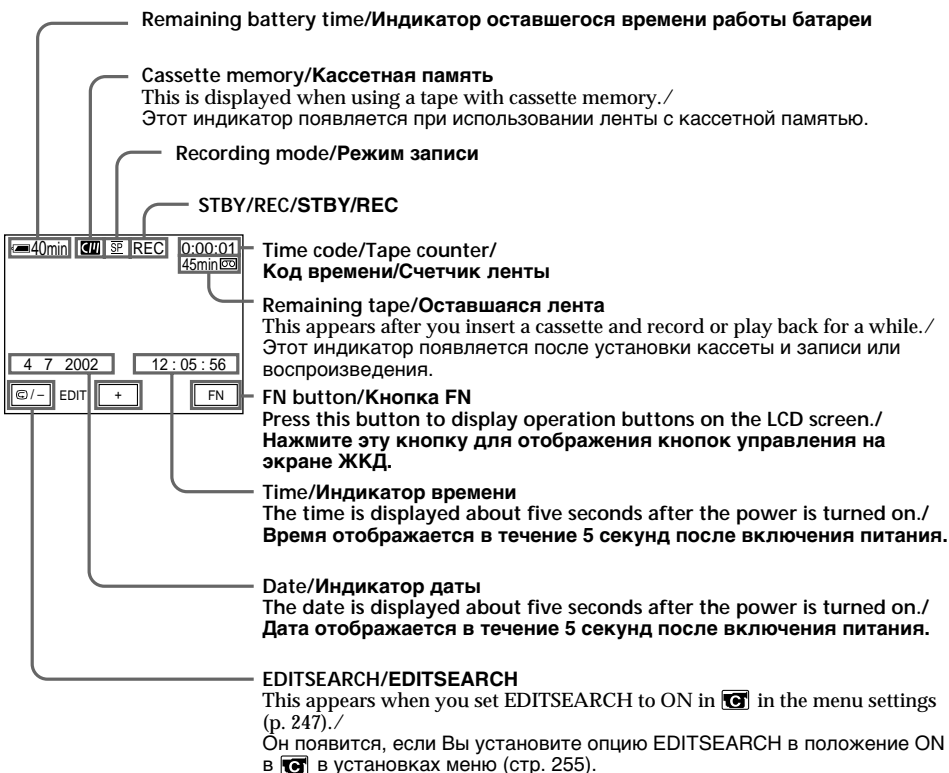 Remaining battery time/Индикатор оставшегося времени работы батареи
Cassette memory/Кассетная память
This is displayed when using a tape with cassette memory./
Этот индикатор появляется при использовании ленты с кассетной памятью.
Recording mode/Режим записи
STBY/REC/STBY/REC
40min SP REC 0:00:01
45min
Time code/Tape counter/
Код времени/Счетчик ленты
Remaining tape/Оставшаяся лента
This appears after you insert a cassette and record or play back for a while./
Этот индикатор появляется после установки кассеты и записи или
воспроизведения.
4 7 2002 12 : 05 : 56
/ – EDIT + FN
FN button/Кнопка FN
Press this button to display operation buttons on the LCD screen./
Нажмите эту кнопку для отображения кнопок управления на
экране ЖКД.
Time/Индикатор времени
The time is displayed about five seconds after the power is turned on./
Время отображается в течение 5 секунд после включения питания.
Date/Индикатор даты
The date is displayed about five seconds after the power is turned on./
Дата отображается в течение 5 секунд после включения питания.
EDITSEARCH/EDITSEARCH
This appears when you set EDITSEARCH to ON in in the menu settings
(p. 247)./
Он появится, если Вы установите опцию EDITSEARCH в положение ON
в в установках меню (стр. 255).